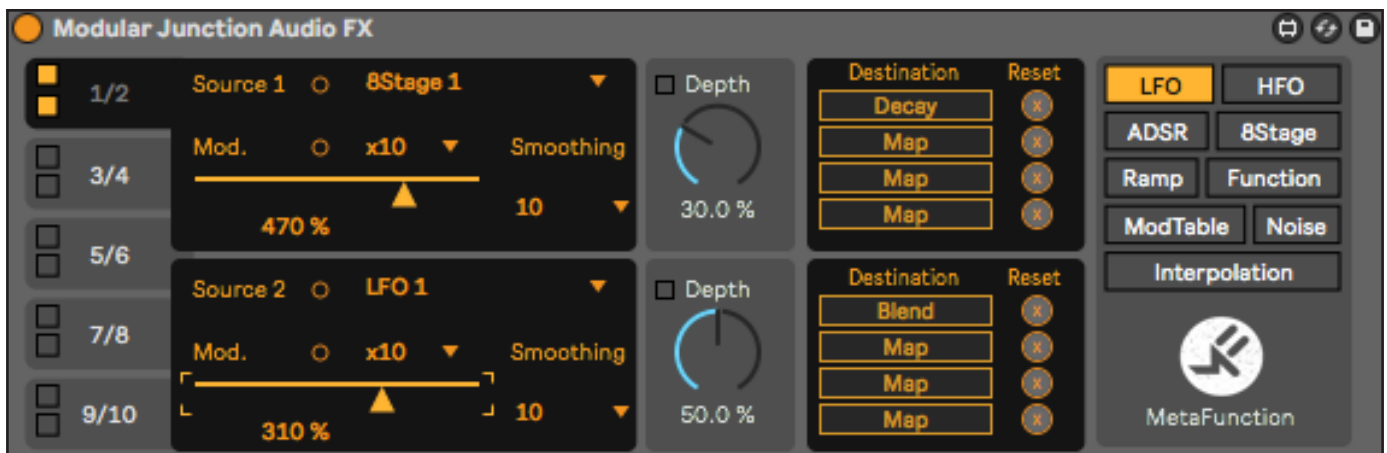 Modular Junction Audio FX
1/2
3/4
5/6
7/8
9/10
Source 1 8Stage 1
Mod. x10 Smoothing
470 % 10
Depth
30.0 %
Destination Reset
Decay x
Map x
Map x
Map x
Source 2 LFO 1
Mod. x10 Smoothing
310 % 10
Depth
50.0 %
Destination Reset
Blend x
Map x
Map x
Map x
LFO HFO
ADSR 8Stage
Ramp Function
ModTable Noise
Interpolation
MetaFunction